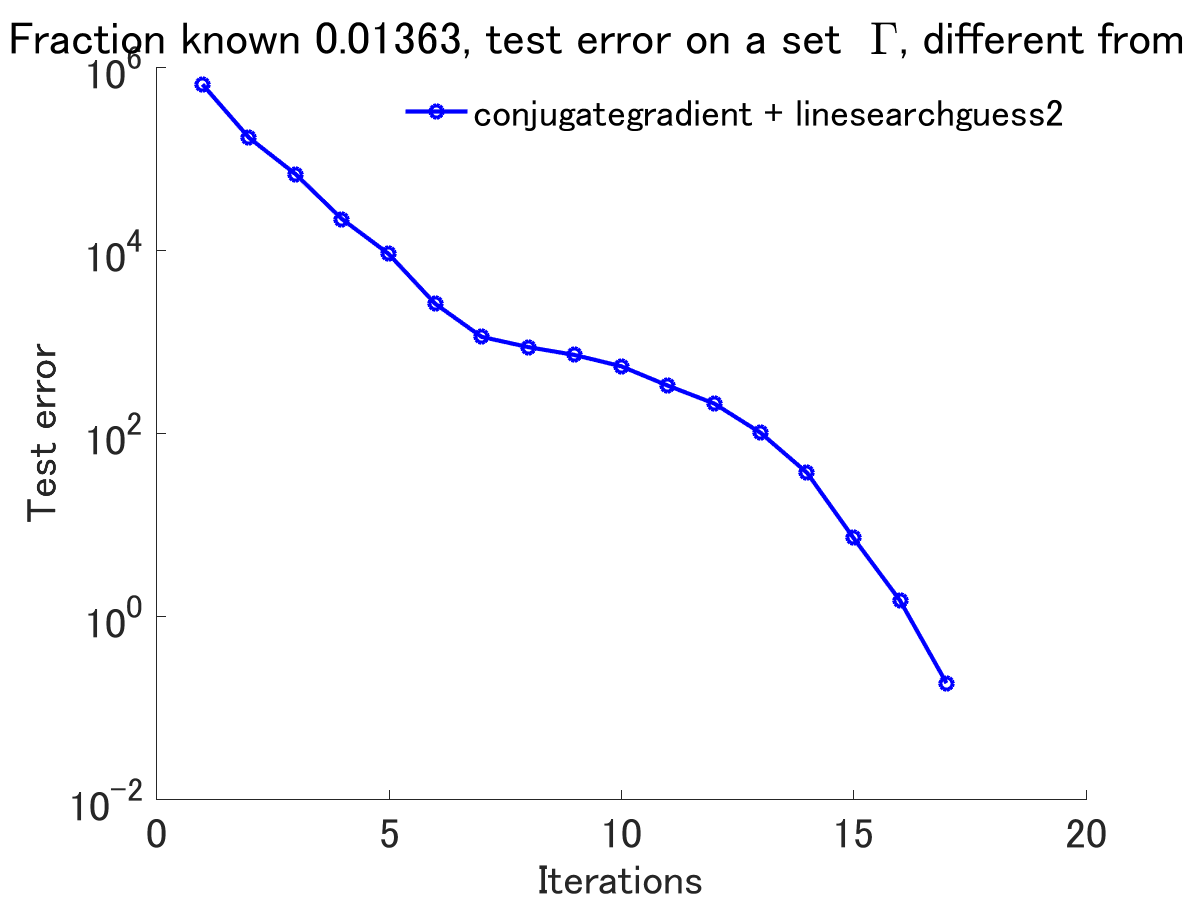 Fraction known 0.01363, test error on a set Γ, different from
conjugategradient + linesearchguess2
10^6
10^4
10^2
10^0
10^-2
Test error
0 5 10 15 20
Iterations